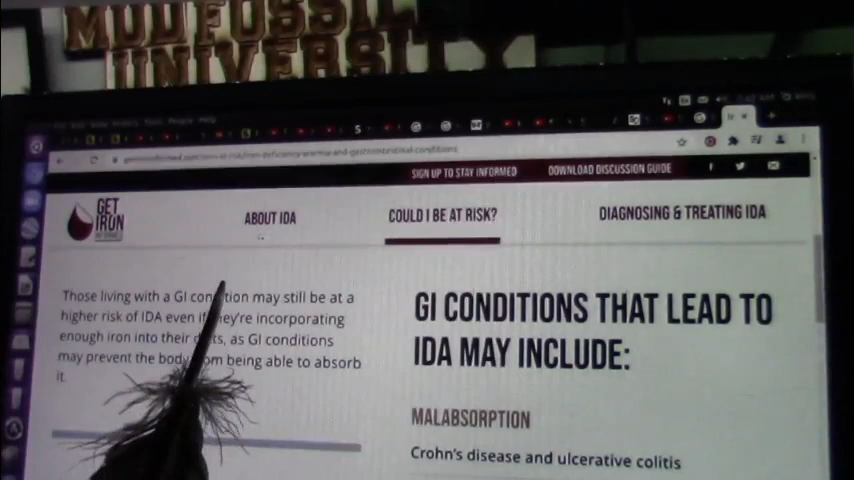 MUD FOSSIL
UNIVERSITY
SIGN UP TO STAY INFORMED
DOWNLOAD DISCUSSION GUIDE
GET
IRON
ABOUT IDA
COULD I BE AT RISK?
DIAGNOSING & TREATING IDA
Those living with a GI condition may still be at a
higher risk of IDA even if they're incorporating
enough iron into their diets, as GI conditions
may prevent the body from being able to absorb
it.
GI CONDITIONS THAT LEAD TO
IDA MAY INCLUDE:
MALABSORPTION
Crohn's disease and ulcerative colitis